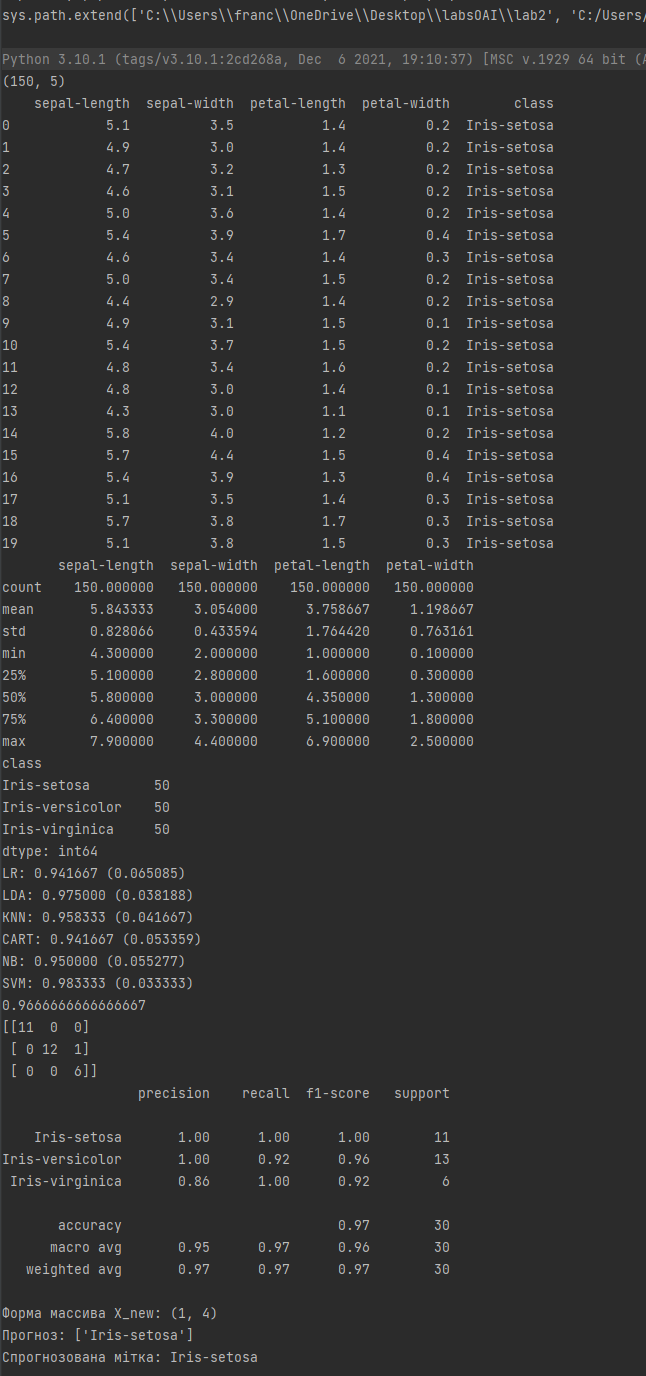 sys.path.extend(['C:\\Users\\franc\\OneDrive\\Desktop\\labsOAI\\lab2', 'C:/Users/
Python 3.10.1 (tags/v3.10.1:2cd268a, Dec  6 2021, 19:10:37) [MSC v.1929 64 bit (A
(150, 5)
    sepal-length  sepal-width  petal-length  petal-width        class
0            5.1          3.5           1.4          0.2  Iris-setosa
1            4.9          3.0           1.4          0.2  Iris-setosa
2            4.7          3.2           1.3          0.2  Iris-setosa
3            4.6          3.1           1.5          0.2  Iris-setosa
4            5.0          3.6           1.4          0.2  Iris-setosa
5            5.4          3.9           1.7          0.4  Iris-setosa
6            4.6          3.4           1.4          0.3  Iris-setosa
7            5.0          3.4           1.5          0.2  Iris-setosa
8            4.4          2.9           1.4          0.2  Iris-setosa
9            4.9          3.1           1.5          0.1  Iris-setosa
10           5.4          3.7           1.5          0.2  Iris-setosa
11           4.8          3.4           1.6          0.2  Iris-setosa
12           4.8          3.0           1.4          0.1  Iris-setosa
13           4.3          3.0           1.1          0.1  Iris-setosa
14           5.8          4.0           1.2          0.2  Iris-setosa
15           5.7          4.4           1.5          0.4  Iris-setosa
16           5.4          3.9           1.3          0.4  Iris-setosa
17           5.1          3.5           1.4          0.3  Iris-setosa
18           5.7          3.8           1.7          0.3  Iris-setosa
19           5.1          3.8           1.5          0.3  Iris-setosa
       sepal-length  sepal-width  petal-length  petal-width
count    150.000000   150.000000    150.000000   150.000000
mean       5.843333     3.054000      3.758667     1.198667
std        0.828066     0.433594      1.764420     0.763161
min        4.300000     2.000000      1.000000     0.100000
25%        5.100000     2.800000      1.600000     0.300000
50%        5.800000     3.000000      4.350000     1.300000
75%        6.400000     3.300000      5.100000     1.800000
max        7.900000     4.400000      6.900000     2.500000
class
Iris-setosa        50
Iris-versicolor    50
Iris-virginica     50
dtype: int64
LR: 0.941667 (0.065085)
LDA: 0.975000 (0.038188)
KNN: 0.958333 (0.041667)
CART: 0.941667 (0.053359)
NB: 0.950000 (0.055277)
SVM: 0.983333 (0.033333)
0.9666666666666667
[[11  0  0]
 [ 0 12  1]
 [ 0  0  6]]
                 precision    recall  f1-score   support
    Iris-setosa       1.00      1.00      1.00        11
Iris-versicolor       1.00      0.92      0.96        13
 Iris-virginica       0.86      1.00      0.92         6
       accuracy                           0.97        30
      macro avg       0.95      0.97      0.96        30
   weighted avg       0.97      0.97      0.97        30
Форма массива X_new: (1, 4)
Прогноз: ['Iris-setosa']
Спрогнозована мітка: Iris-setosa